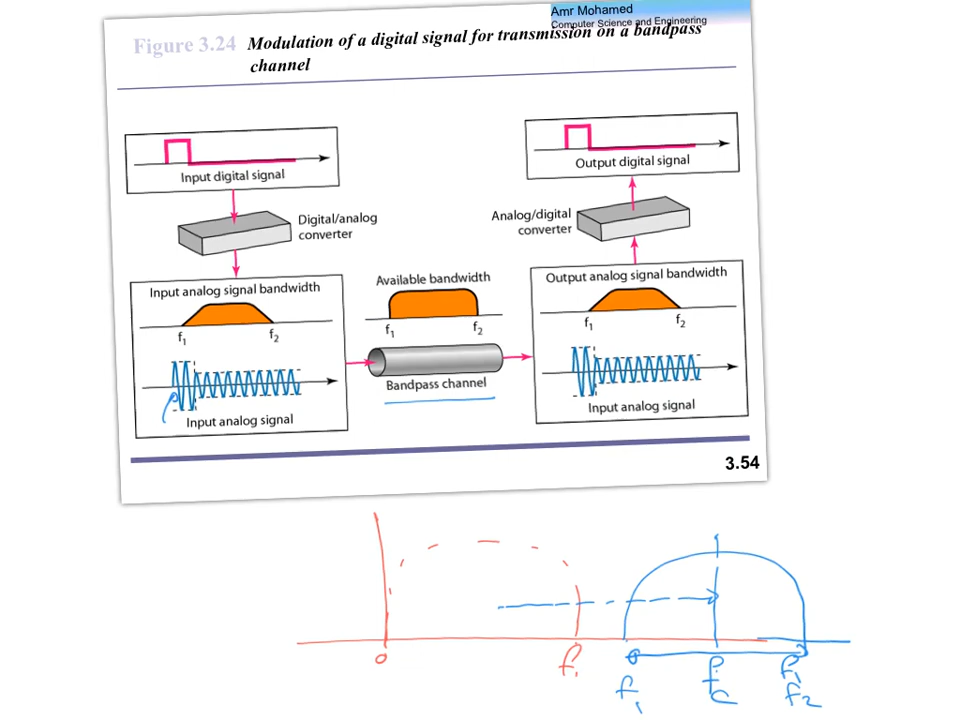 Amr Mohamed
Computer Science and Engineering
Figure 3.24 Modulation of a digital signal for transmission on a bandpass
channel
Input digital signal
Output digital signal
Digital/analog
converter
Analog/digital
converter
Input analog signal bandwidth
f1 f2
Input analog signal
Available bandwidth
f1 f2
Bandpass channel
Output analog signal bandwidth
f1 f2
Input analog signal
3.54
0 f1
f1 fc f2